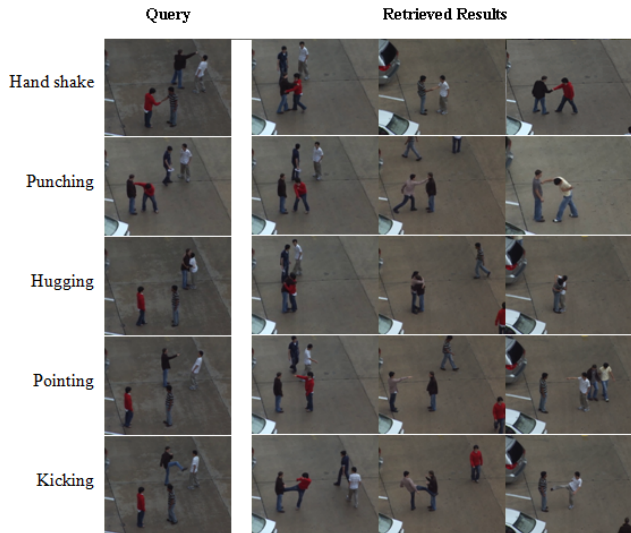 Query Retrieved Results
Hand shake
Punching
Hugging
Pointing
Kicking